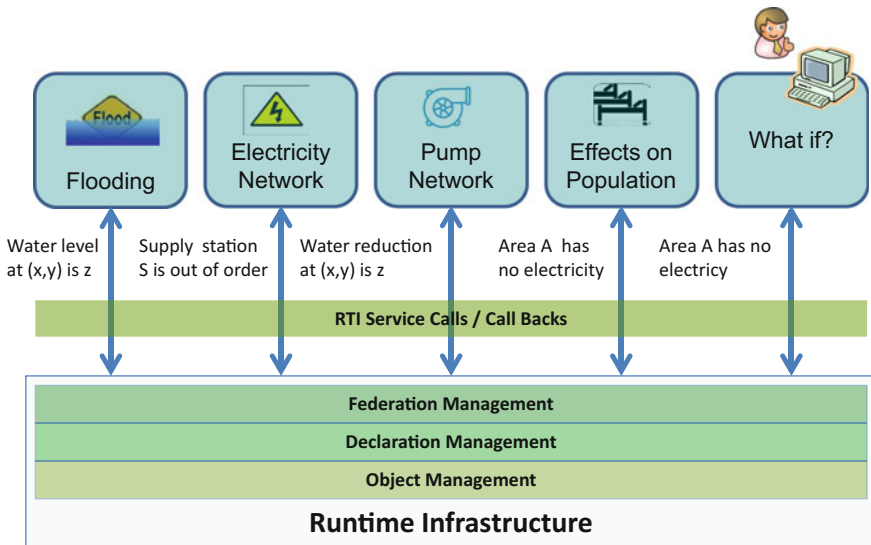 Flood
Flooding
Electricity
Network
Pump
Network
Effects on
Population
What if?
Water level
at (x,y) is z
Supply station
S is out of order
Water reduction
at (x,y) is z
Area A has
no electricity
Area A has no
electricy
RTI Service Calls / Call Backs
Federation Management
Declaration Management
Object Management
Runtime Infrastructure